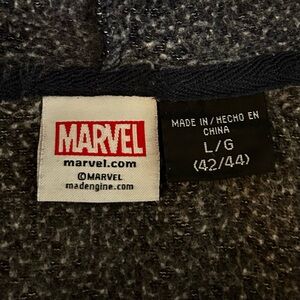 MARVEL
marvel.com
©MARVEL
madengine.com
MADE IN/HECHO EN
CHINA
L/G
(42/44)